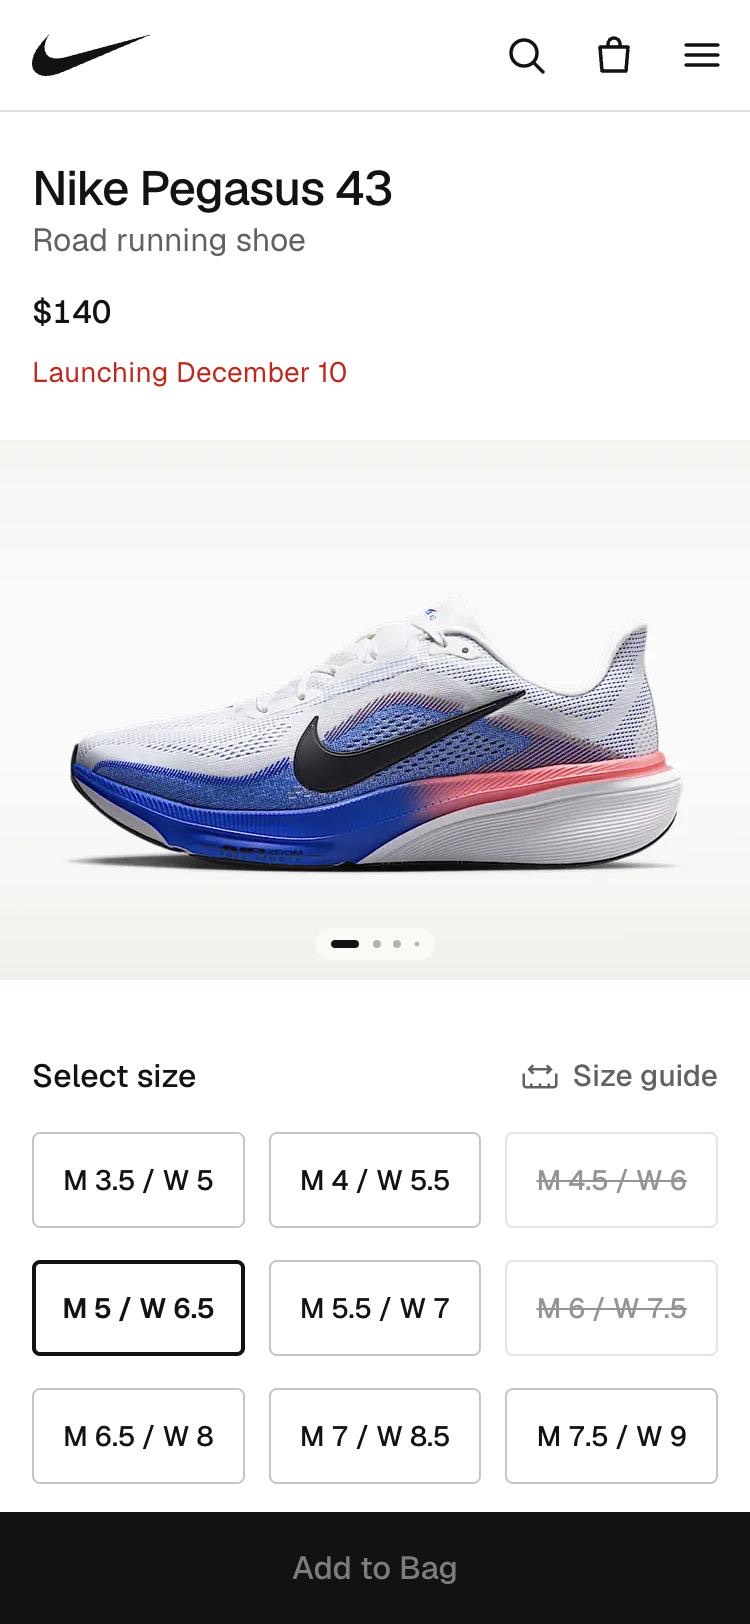 Nike Pegasus 43
Road running shoe
$140
Launching December 10
Select size
Size guide
M 3.5 / W 5
M 4 / W 5.5
M 4.5 / W 6
M 5 / W 6.5
M 5.5 / W 7
M 6 / W 7.5
M 6.5 / W 8
M 7 / W 8.5
M 7.5 / W 9
Add to Bag